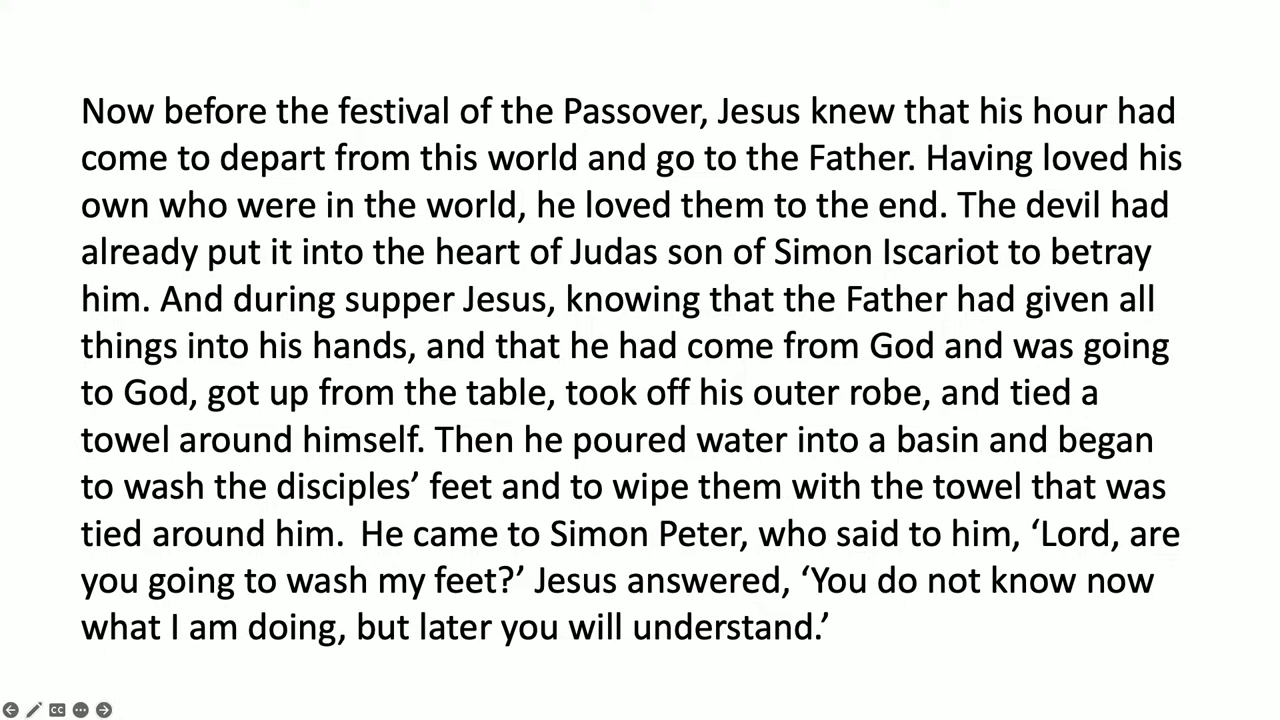 Now before the festival of the Passover, Jesus knew that his hour had
come to depart from this world and go to the Father. Having loved his
own who were in the world, he loved them to the end. The devil had
already put it into the heart of Judas son of Simon Iscariot to betray
him. And during supper Jesus, knowing that the Father had given all
things into his hands, and that he had come from God and was going
to God, got up from the table, took off his outer robe, and tied a
towel around himself. Then he poured water into a basin and began
to wash the disciples’ feet and to wipe them with the towel that was
tied around him.  He came to Simon Peter, who said to him, ‘Lord, are
you going to wash my feet?’ Jesus answered, ‘You do not know now
what I am doing, but later you will understand.’
CC